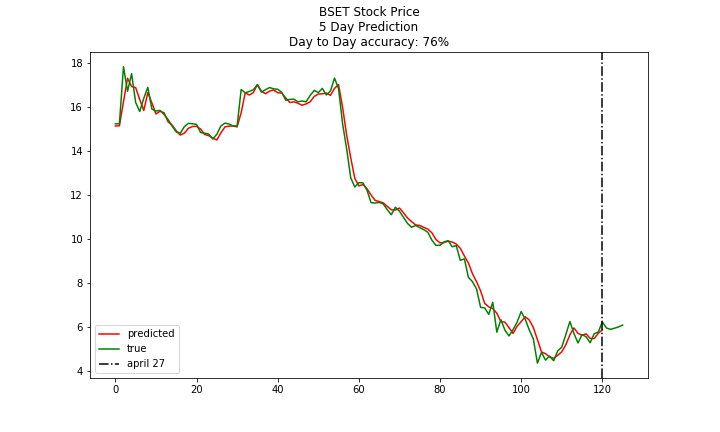 BSET Stock Price
5 Day Prediction
Day to Day accuracy: 76%
18
16
14
12
10
8
6
4
predicted
true
april 27
0 20 40 60 80 100 120